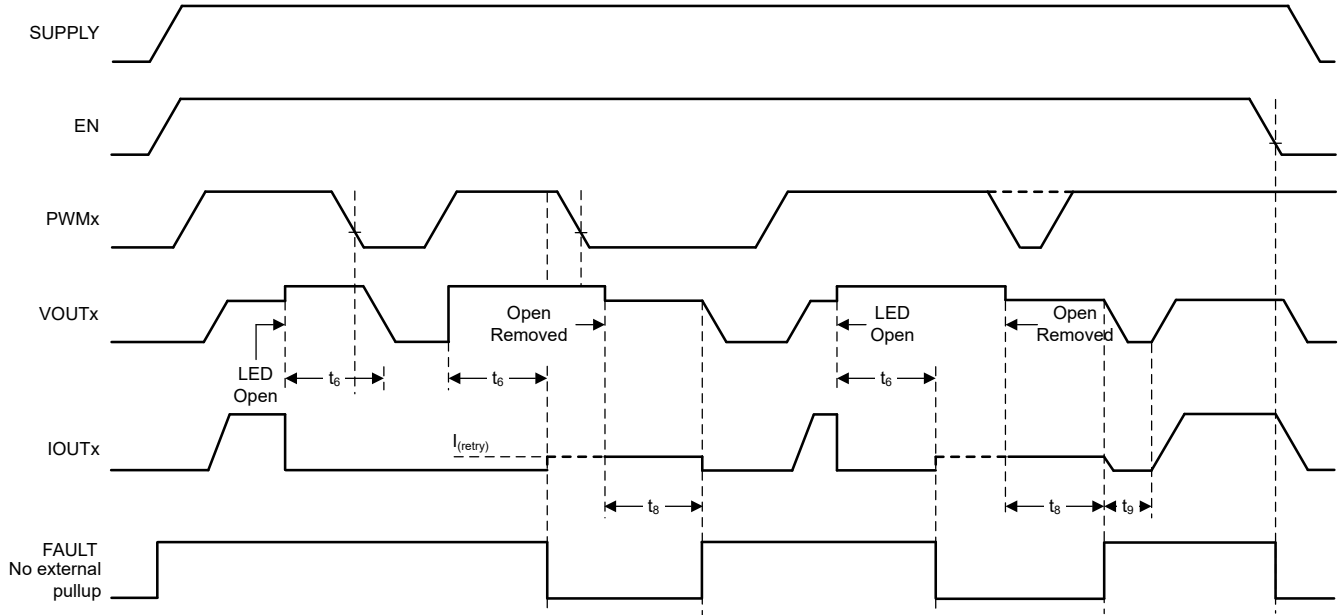 SUPPLY
EN
PWMx
VOUTx
Open
Removed
LED
Open
Open
Removed
LED
Open
t6
t6
t6
IOUTx
I(retry)
t8
t8
t9
FAULT
No external
pullup